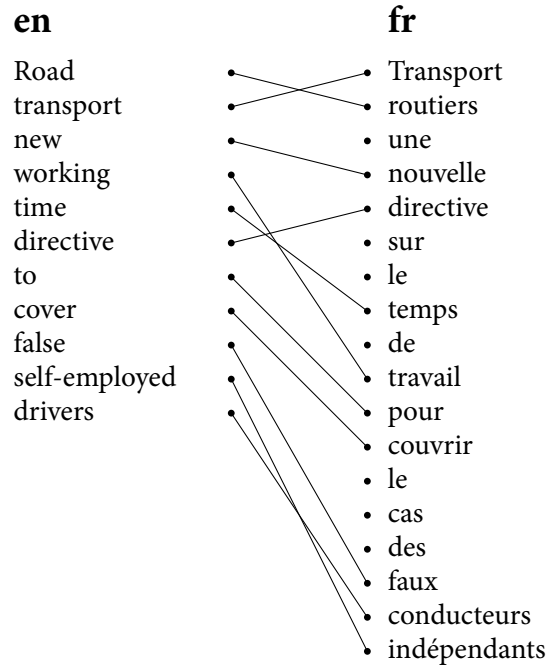 en fr
Road Transport
transport routiers
new une
working nouvelle
time directive
directive sur
to le
cover temps
false de
self-employed travail
drivers pour
couvrir
le
cas
des
faux
conducteurs
indépendants